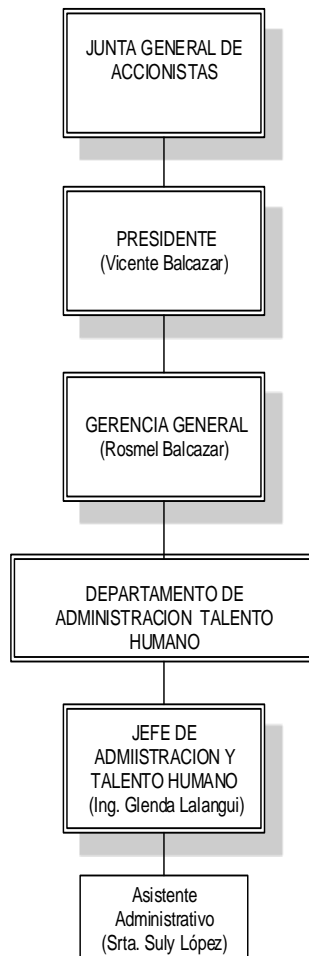 JUNTA GENERAL DE
ACCIONISTAS
PRESIDENTE
(Vicente Balcazar)
GERENCIA GENERAL
(Rosmel Balcazar)
DEPARTAMENTO DE
ADMINISTRACION TALENTO
HUMANO
JEFE DE
ADMIISTRACION Y
TALENTO HUMANO
(Ing. Glenda Lalangui)
Asistente
Administrativo
(Srta. Suly López)